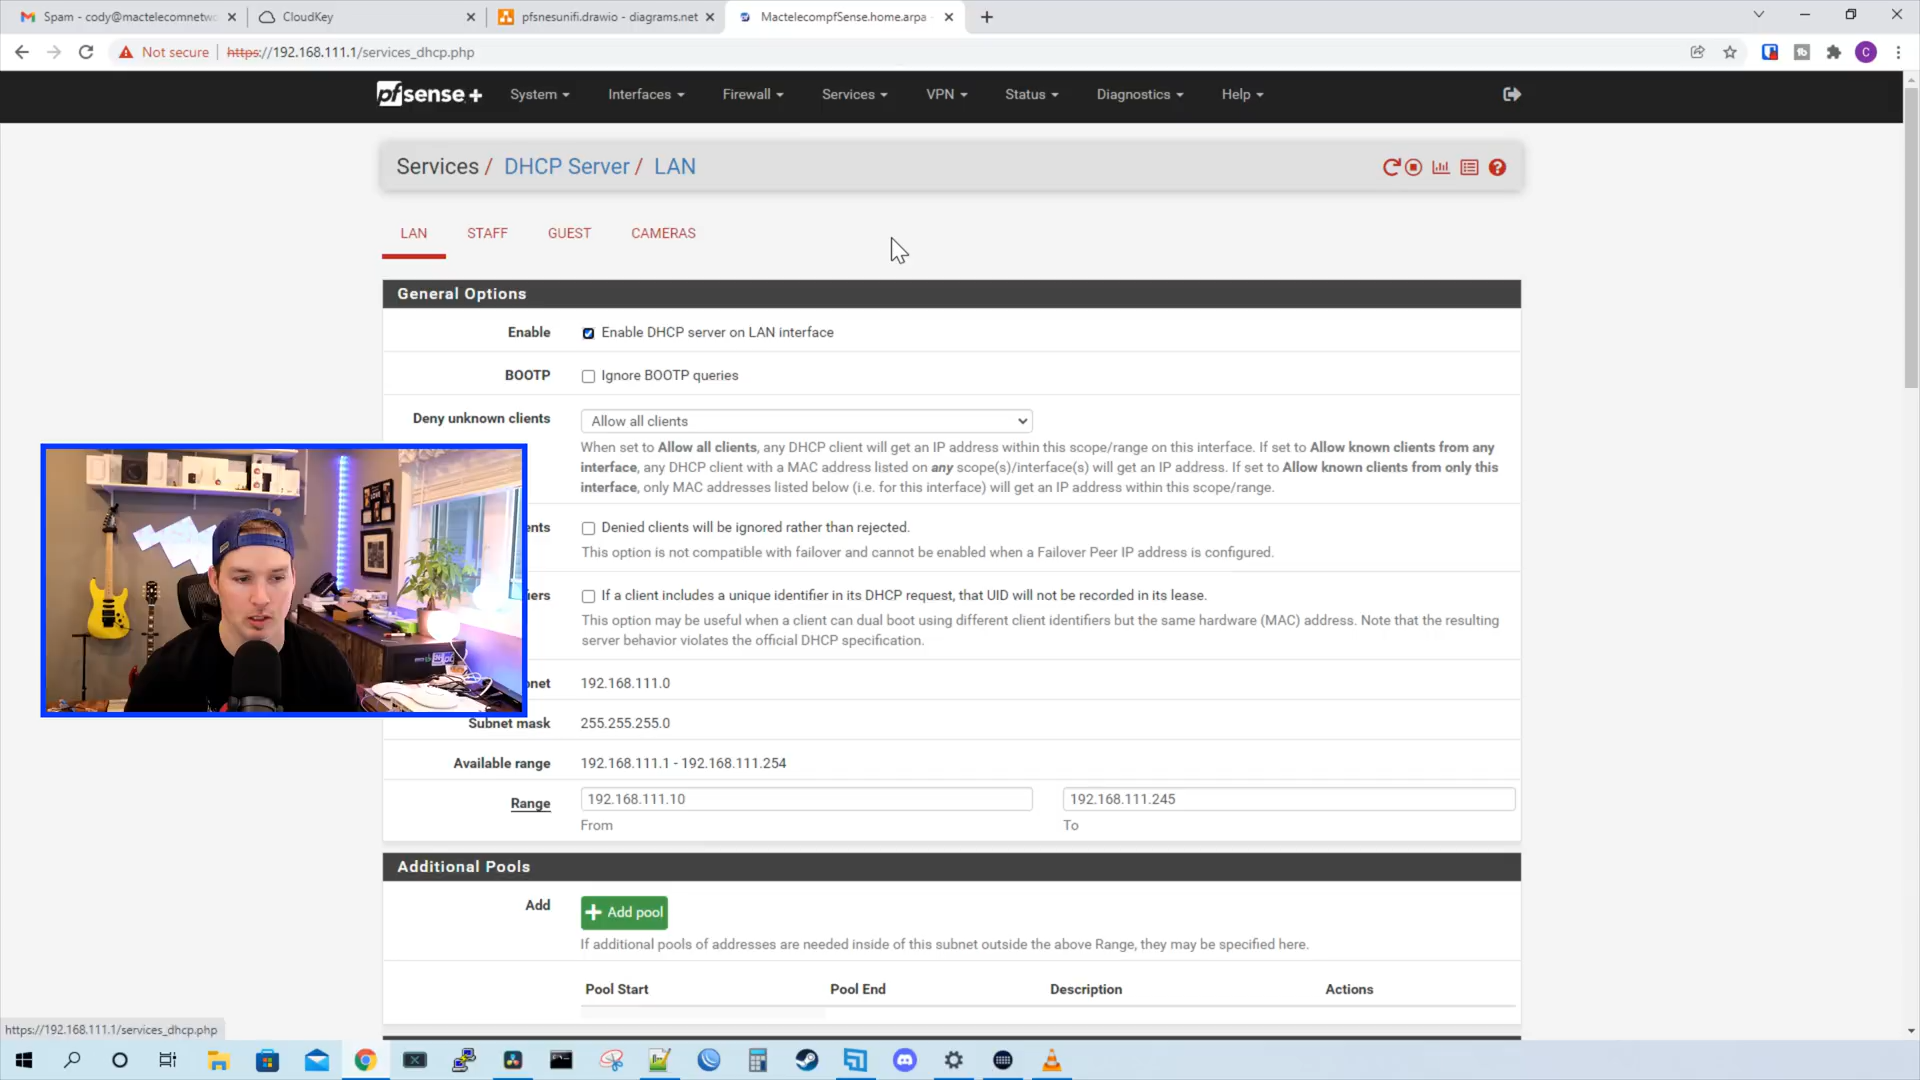 Spam - cody@mactelecomnetwo
CloudKey
pfsnesunifi.drawio - diagrams.net
MactelecompfSense.home.arpa -
Not secure
https://192.168.111.1/services_dhcp.php
C
pfsense+
System
Interfaces
Firewall
Services
VPN
Status
Diagnostics
Help
Services / DHCP Server / LAN
LAN
STAFF
GUEST
CAMERAS
General Options
Enable
Enable DHCP server on LAN interface
BOOTP
Ignore BOOTP queries
Deny unknown clients
Allow all clients
When set to Allow all clients, any DHCP client will get an IP address within this scope/range on this interface. If set to Allow known clients from any
interface, any DHCP client with a MAC address listed on any scope(s)/interface(s) will get an IP address. If set to Allow known clients from only this
interface, only MAC addresses listed below (i.e. for this interface) will get an IP address within this scope/range.
ents
Denied clients will be ignored rather than rejected.
This option is not compatible with failover and cannot be enabled when a Failover Peer IP address is configured.
iers
If a client includes a unique identifier in its DHCP request, that UID will not be recorded in its lease.
This option may be useful when a client can dual boot using different client identifiers but the same hardware (MAC) address. Note that the resulting
server behavior violates the official DHCP specification.
net
192.168.111.0
Subnet mask
255.255.255.0
Available range
192.168.111.1 - 192.168.111.254
Range
192.168.111.10
192.168.111.245
From
To
Additional Pools
Add
Add pool
If additional pools of addresses are needed inside of this subnet outside the above Range, they may be specified here.
Pool Start
Pool End
Description
Actions
https://192.168.111.1/services_dhcp.php